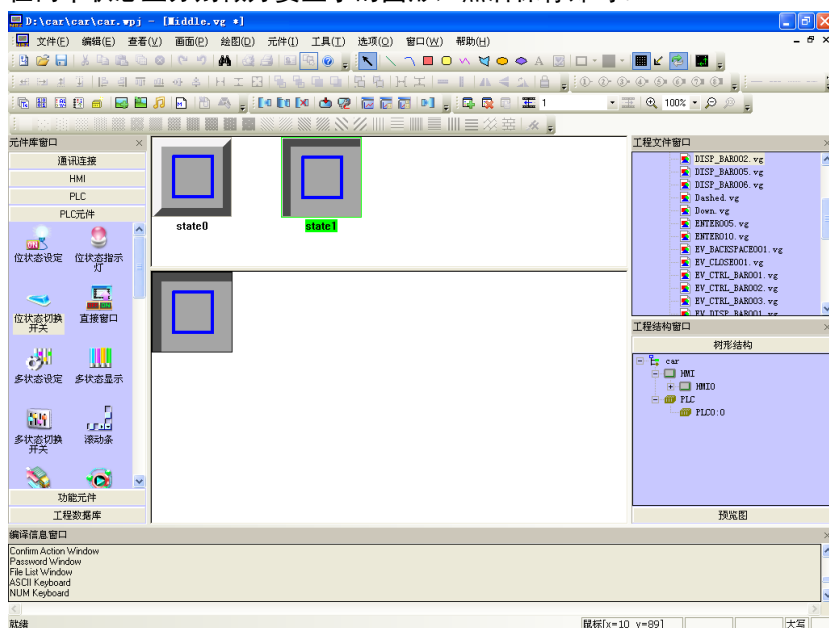 D:\car\car\car.wpj - [Middle.vg *]
文件(F) 编辑(E) 查看(V) 画面(P) 绘图(D) 元件(I) 工具(T) 选项(O) 窗口(W) 帮助(H)
1
100%
元件库窗口
通讯连接
HMI
PLC
PLC元件
位状态设定
位状态指示灯
位状态切换开关
直接窗口
多状态设定
多状态显示
多状态切换开关
滚动条
功能元件
工程数据库
state0
state1
工程文件窗口
DISP_BAR002.vg
DISP_BAR005.vg
DISP_BAR006.vg
Dashed.vg
Down.vg
ENTER005.vg
ENTER010.vg
EV_BACKSPACE001.vg
EV_CLOSE001.vg
EV_CTRL_BAR001.vg
EV_CTRL_BAR002.vg
EV_CTRL_BAR003.vg
EV_DISP_BAR001.vg
工程结构窗口
树形结构
car
HMI
HMI0
PLC
PLC0:0
预览图
编译信息窗口
Confirm Action Window
Password Window
File List Window
ASCII Keyboard
NUM Keyboard
就绪
鼠标[x=10 y=89]
大写